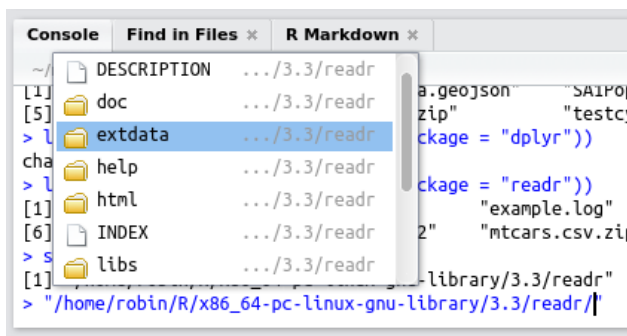 Console Find in Files × R Markdown ×
~/
DESCRIPTION .../3.3/readr
doc .../3.3/readr
extdata .../3.3/readr
help .../3.3/readr
html .../3.3/readr
INDEX .../3.3/readr
libs .../3.3/readr
[1] a.geojson"
[5] zip" "testcy
> l ckage = "dplyr"))
cha
> l ckage = "readr"))
[1] "example.log"
[6] 2" "mtcars.csv.zi
> s
[1] -gnu-library/3.3/readr"
> "/home/robin/R/x86_64-pc-linux-gnu-library/3.3/readr/"